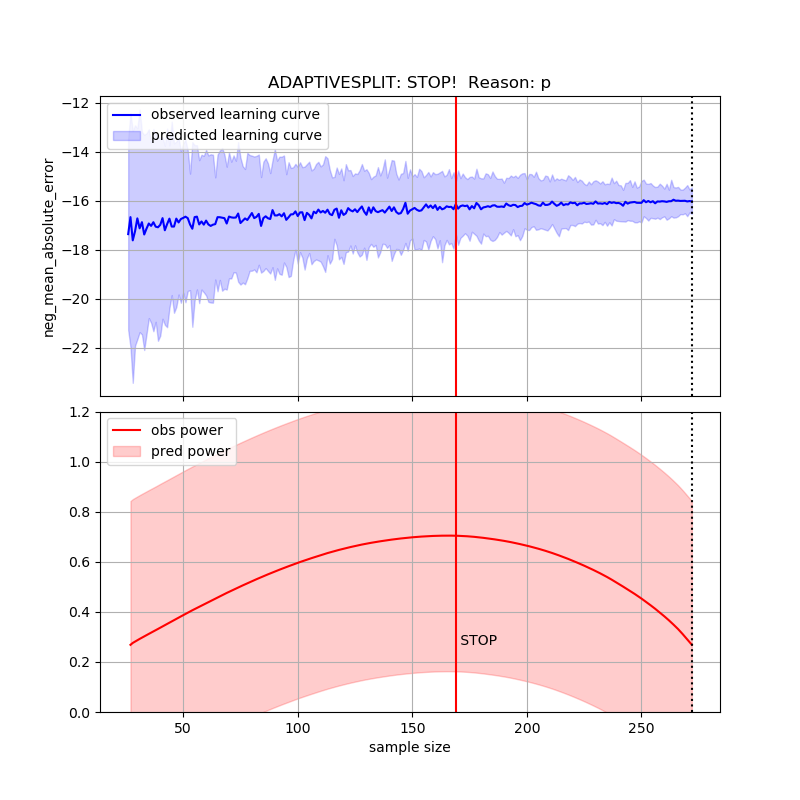 ADAPTIVESPLIT: STOP!  Reason: p
observed learning curve
predicted learning curve
neg_mean_absolute_error
−12
−14
−16
−18
−20
−22
obs power
pred power
1.2
1.0
0.8
0.6
0.4
0.2
0.0
STOP
50 100 150 200 250
sample size